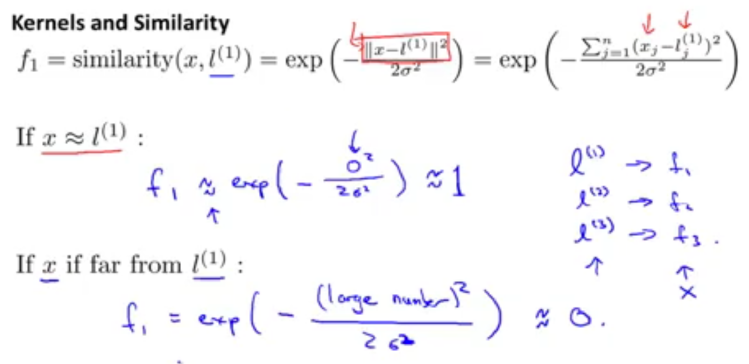 Kernels and Similarity
f₁ = similarity(x, l⁽¹⁾) = exp(−‖x−l⁽¹⁾‖²/2σ²) = exp(−∑ⁿⱼ₌₁(xⱼ−lⱼ⁽¹⁾)²/2σ²)
If x ≈ l⁽¹⁾ :
f₁ ≈ exp(−0²/2σ²) ≈ 1
l⁽¹⁾ → f₁
l⁽²⁾ → f₂
l⁽³⁾ → f₃.
x
If x if far from l⁽¹⁾ :
f₁ = exp(−(large number)²/2σ²) ≈ 0.